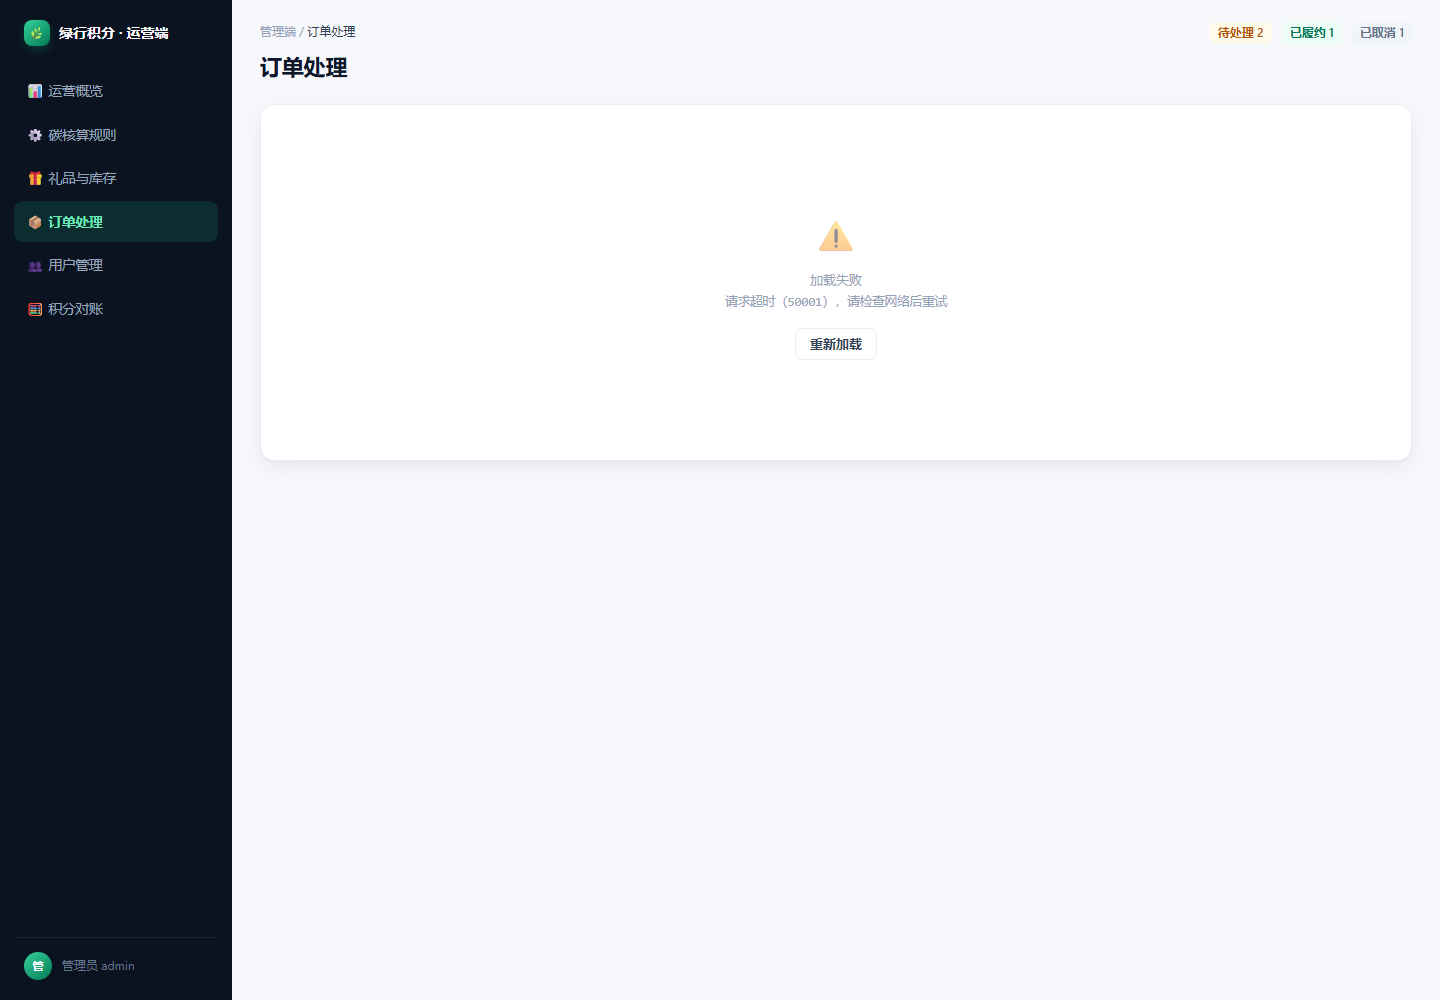 绿行积分 · 运营端
运营概览
碳核算规则
礼品与库存
订单处理
用户管理
积分对账
管
管理员 admin
管理端 / 订单处理
订单处理
待处理 2
已履约 1
已取消 1
加载失败
请求超时（50001），请检查网络后重试
重新加载